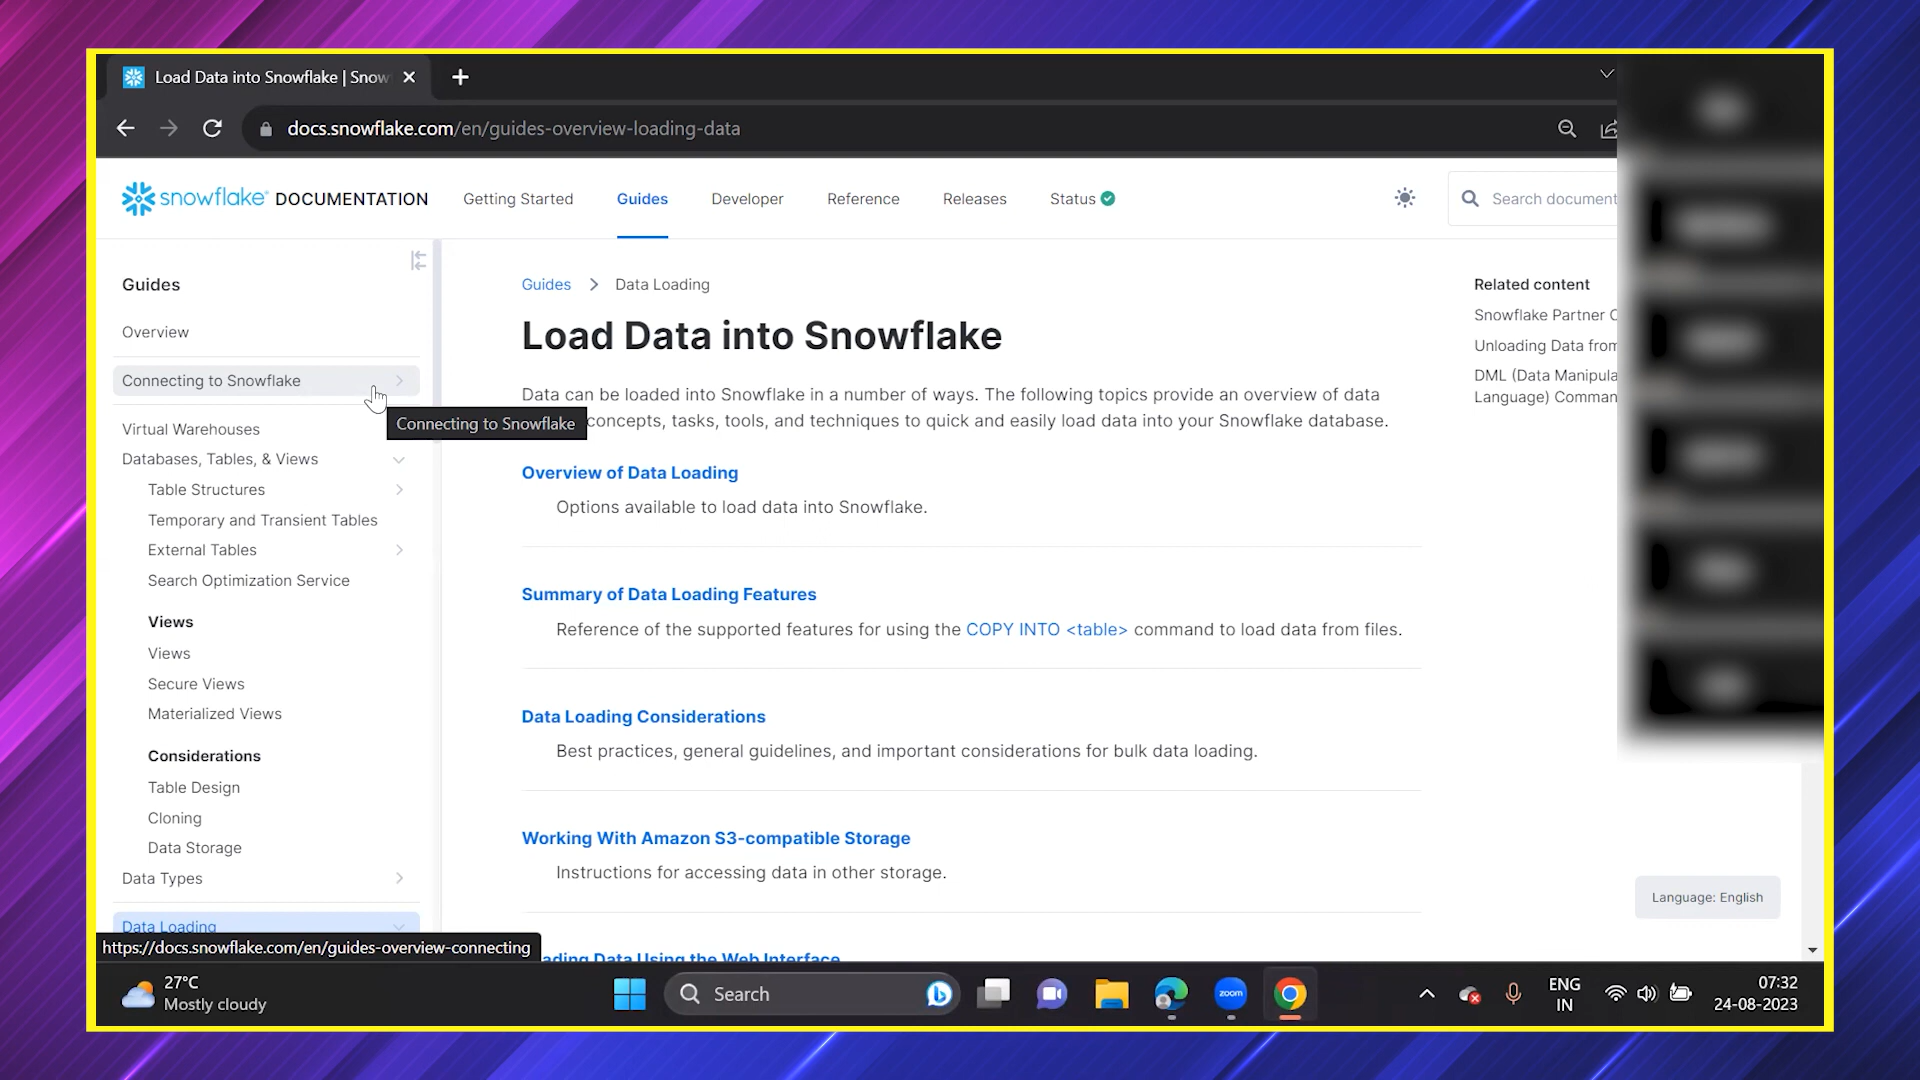 Load Data into Snowflake | Snow
docs.snowflake.com/en/guides-overview-loading-data
snowflake DOCUMENTATION
Getting Started
Guides
Developer
Reference
Releases
Status
Search document
Guides
Overview
Connecting to Snowflake
Connecting to Snowflake
Virtual Warehouses
Databases, Tables, & Views
Table Structures
Temporary and Transient Tables
External Tables
Search Optimization Service
Views
Views
Secure Views
Materialized Views
Considerations
Table Design
Cloning
Data Storage
Data Types
Data Loading
https://docs.snowflake.com/en/guides-overview-connecting
Guides > Data Loading
Load Data into Snowflake
Data can be loaded into Snowflake in a number of ways. The following topics provide an overview of data
concepts, tasks, tools, and techniques to quick and easily load data into your Snowflake database.
Overview of Data Loading
Options available to load data into Snowflake.
Summary of Data Loading Features
Reference of the supported features for using the COPY INTO <table> command to load data from files.
Data Loading Considerations
Best practices, general guidelines, and important considerations for bulk data loading.
Working With Amazon S3-compatible Storage
Instructions for accessing data in other storage.
ading Data Using the Web Interface
Related content
Snowflake Partner
Unloading Data from
DML (Data Manipula
Language) Comman
Language: English
27°C
Mostly cloudy
Search
zoom
ENG
IN
07:32
24-08-2023